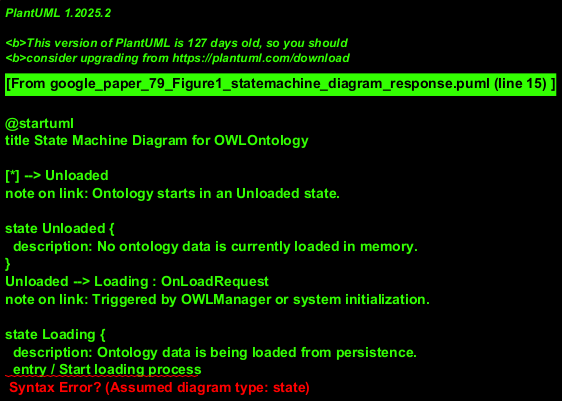 PlantUML 1.2025.2
<b>This version of PlantUML is 127 days old, so you should
<b>consider upgrading from https://plantuml.com/download
[From google_paper_79_Figure1_statemachine_diagram_response.puml (line 15) ]
@startuml
title State Machine Diagram for OWLOntology
[*] --> Unloaded
note on link: Ontology starts in an Unloaded state.
state Unloaded {
description: No ontology data is currently loaded in memory.
}
Unloaded --> Loading : OnLoadRequest
note on link: Triggered by OWLManager or system initialization.
state Loading {
description: Ontology data is being loaded from persistence.
entry / Start loading process
Syntax Error? (Assumed diagram type: state)